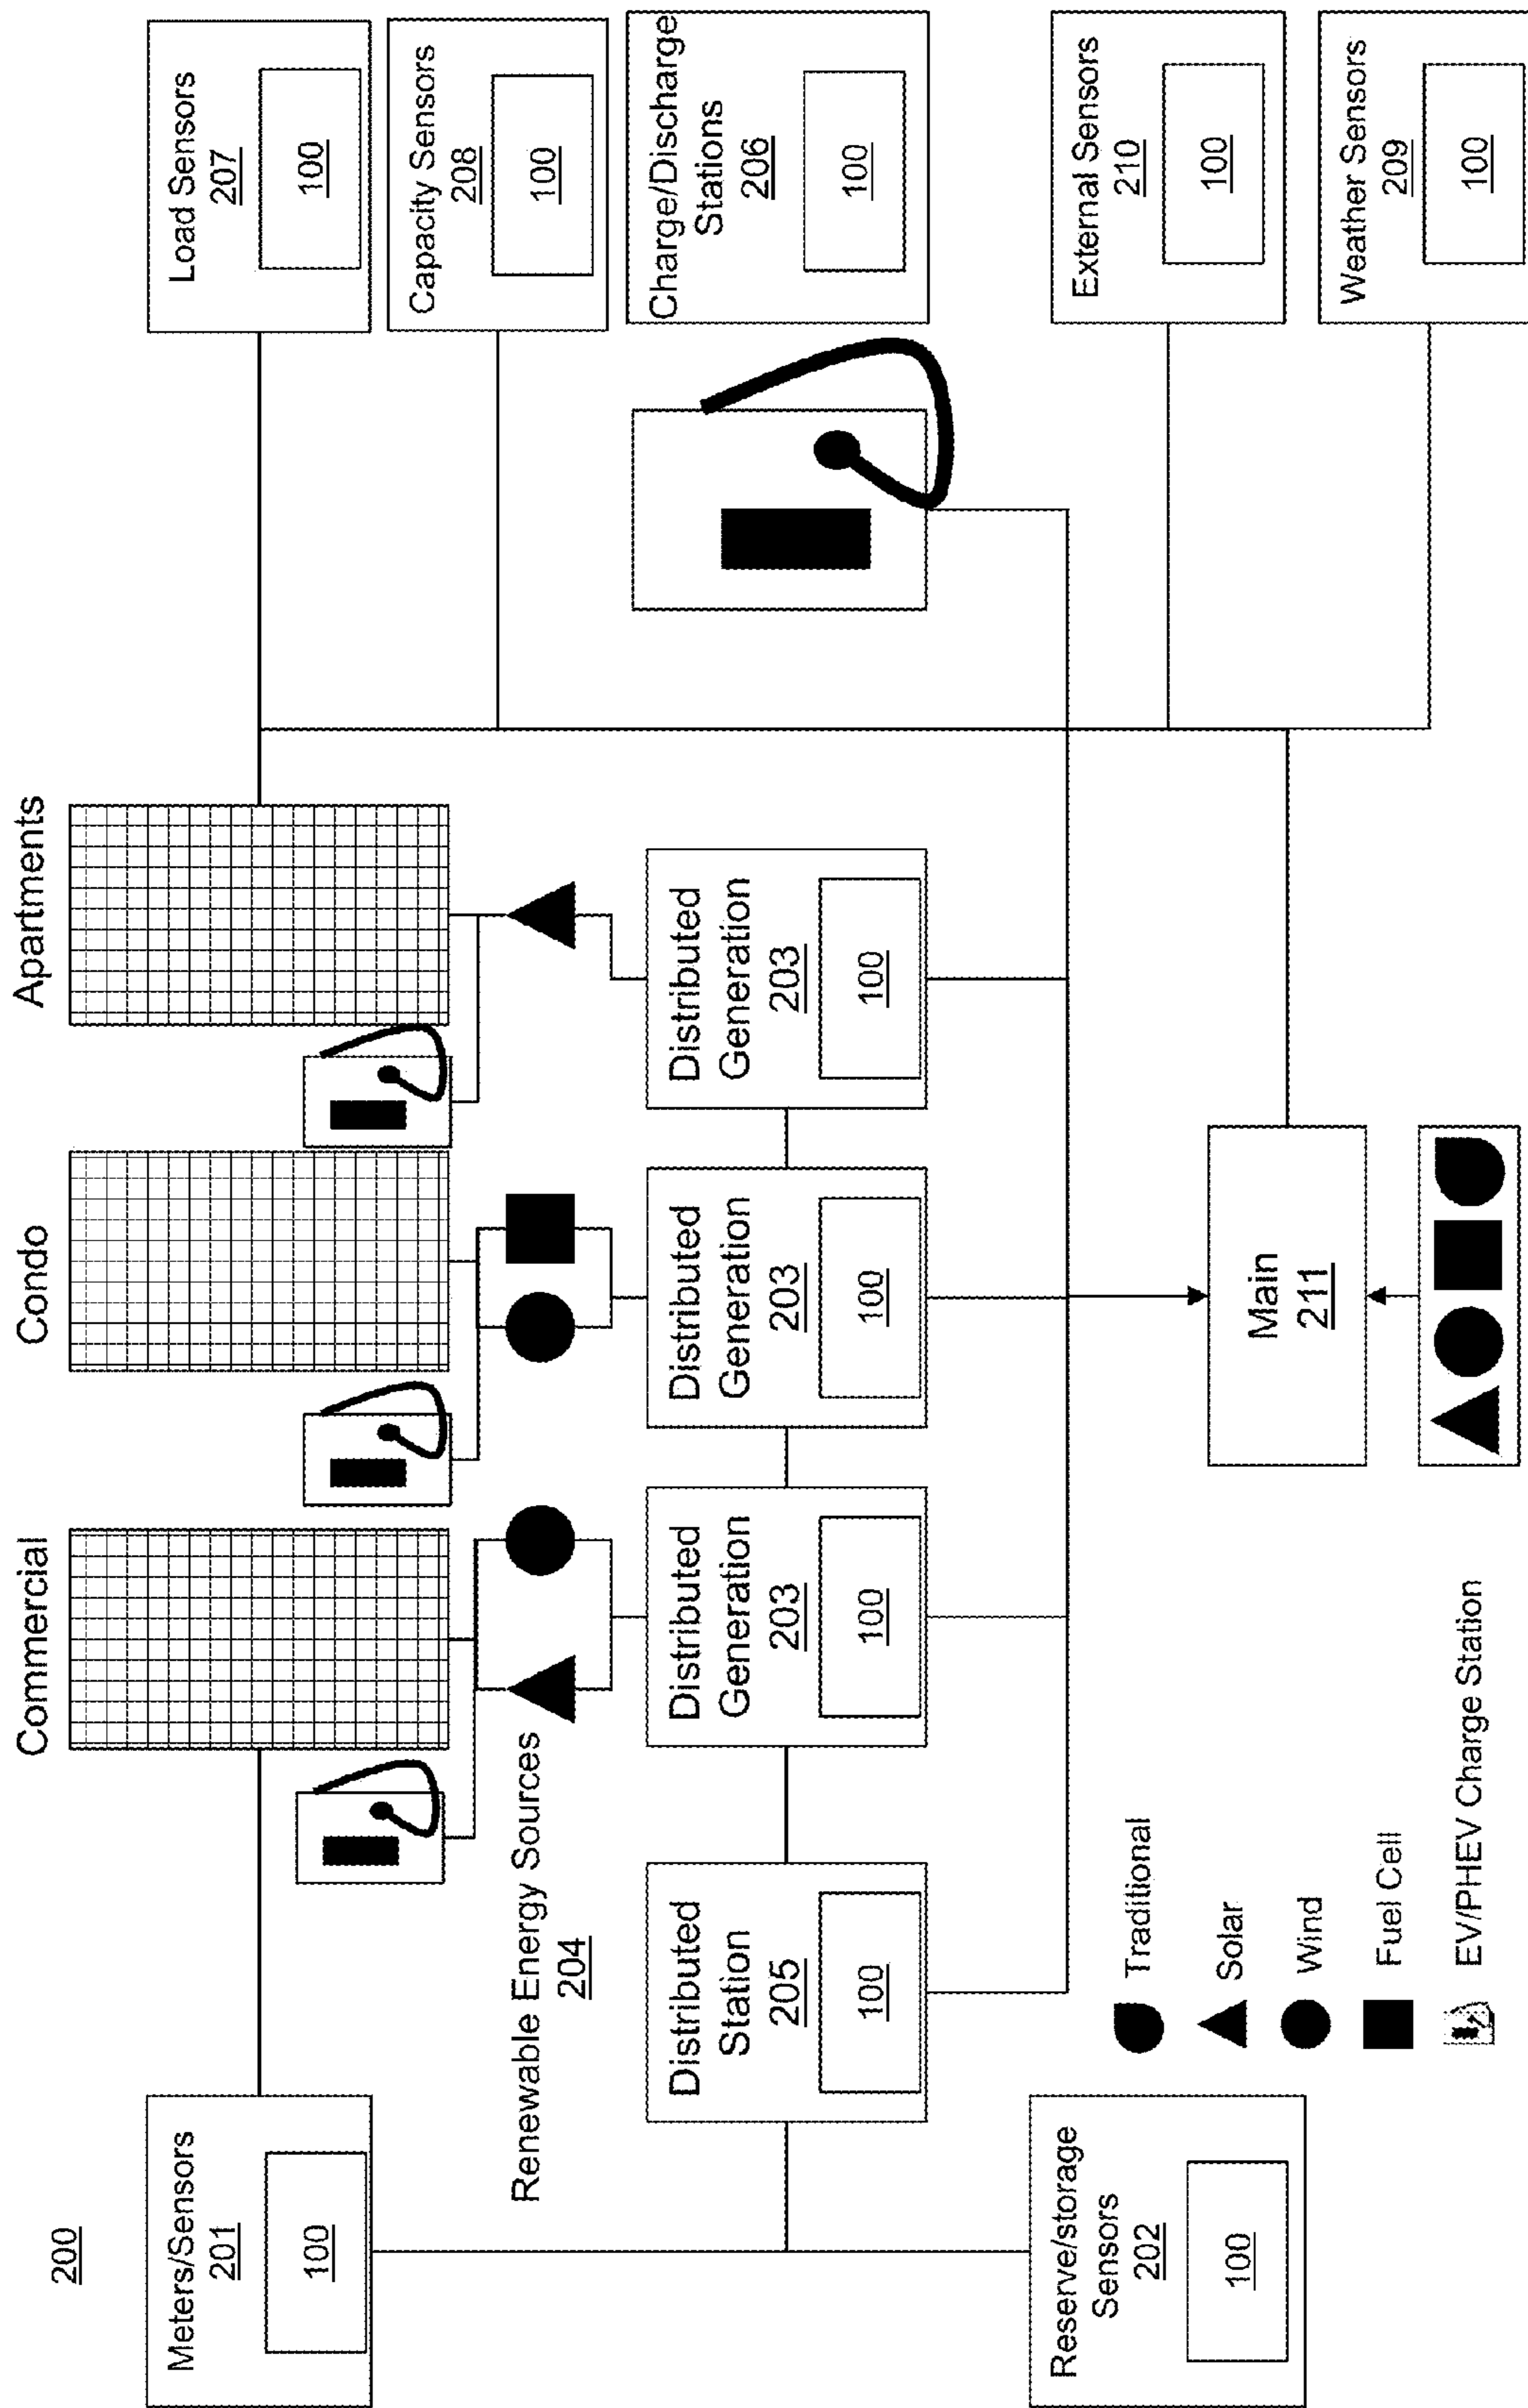 200
Commercial
Condo
Apartments
Meters/Sensors
201
100
Load Sensors
207
100
Capacity Sensors
208
100
Renewable Energy Sources
204
Charge/Discharge
Stations
206
100
Distributed
Station
205
100
Distributed
Generation
203
100
Distributed
Generation
203
100
Distributed
Generation
203
100
Reserve/storage
Sensors
202
100
External Sensors
210
100
Main
211
Weather Sensors
209
100
Traditional
Solar
Wind
Fuel Cell
EV/PHEV Charge Station